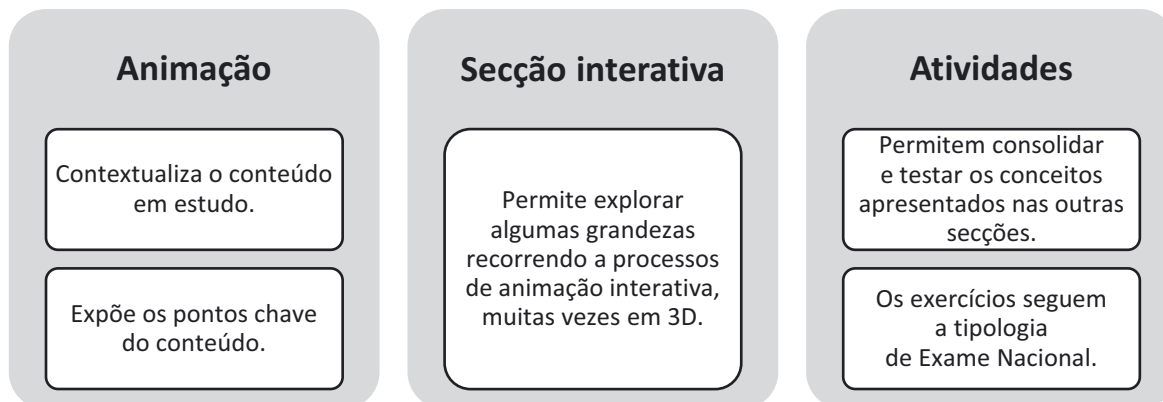 Animação
Contextualiza o conteúdo
em estudo.
Expõe os pontos chave
do conteúdo.
Secção interativa
Permite explorar
algumas grandezas
recorrendo a processos
de animação interativa,
muitas vezes em 3D.
Atividades
Permitem consolidar
e testar os conceitos
apresentados nas outras
secções.
Os exercícios seguem
a tipologia
de Exame Nacional.